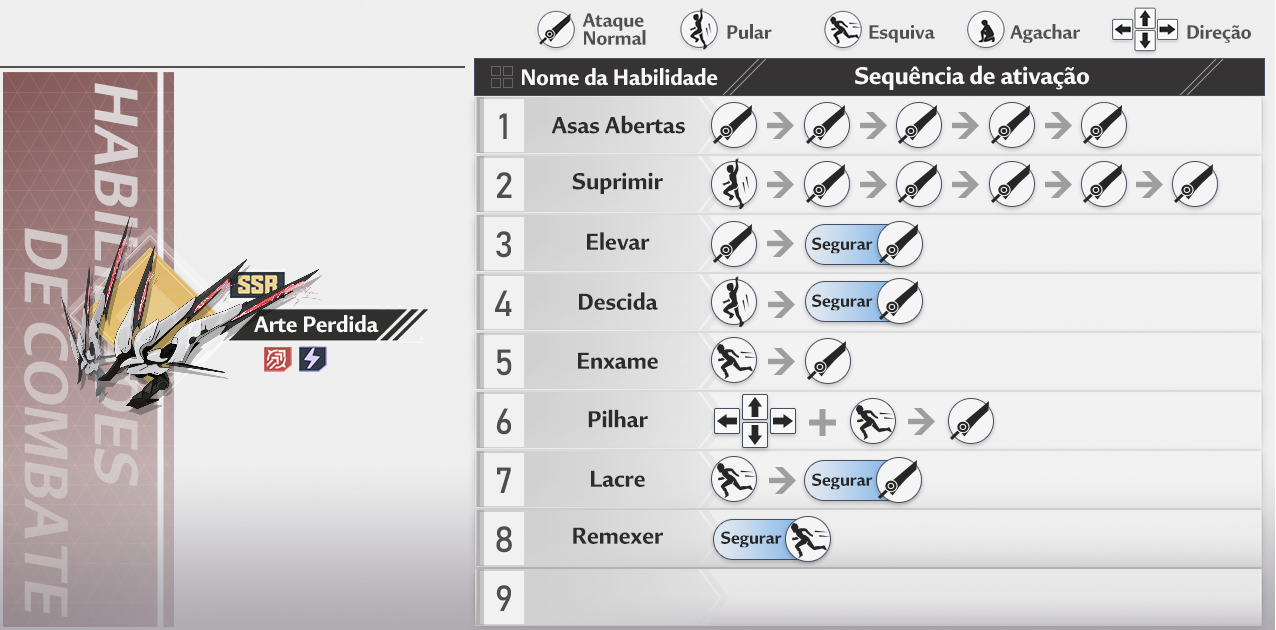 Ataque
Normal
Pular
Esquiva
Agachar
Direção
Nome da Habilidade
Sequência de ativação
HABILIDADES
DE COMBATE
SSR
Arte Perdida
1 Asas Abertas
2 Suprimir
3 Elevar Segurar
4 Descida Segurar
5 Enxame
6 Pilhar
7 Lacre Segurar
8 Remexer Segurar
9